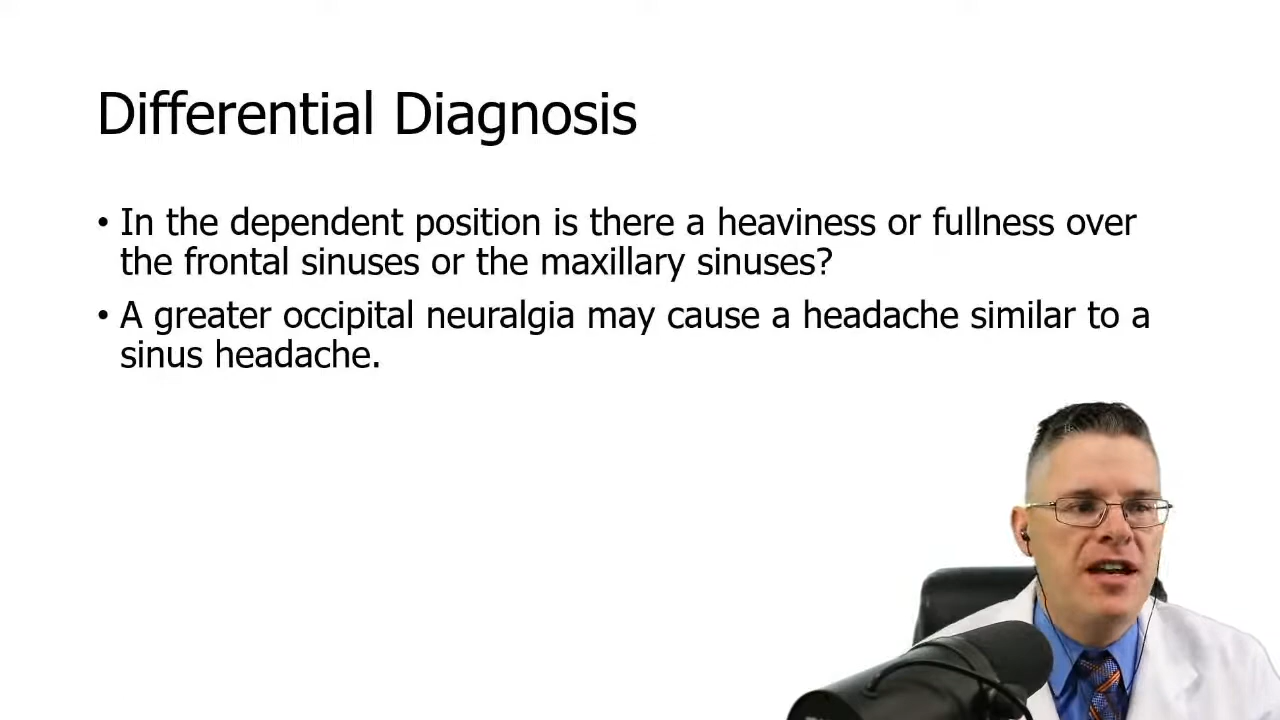 Differential Diagnosis
• In the dependent position is there a heaviness or fullness over
the frontal sinuses or the maxillary sinuses?
• A greater occipital neuralgia may cause a headache similar to a
sinus headache.